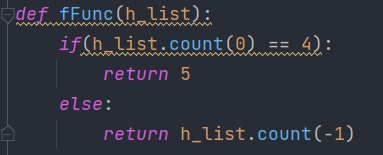 def fFunc(h_list):
    if(h_list.count(0) == 4):
        return 5
    else:
        return h_list.count(-1)